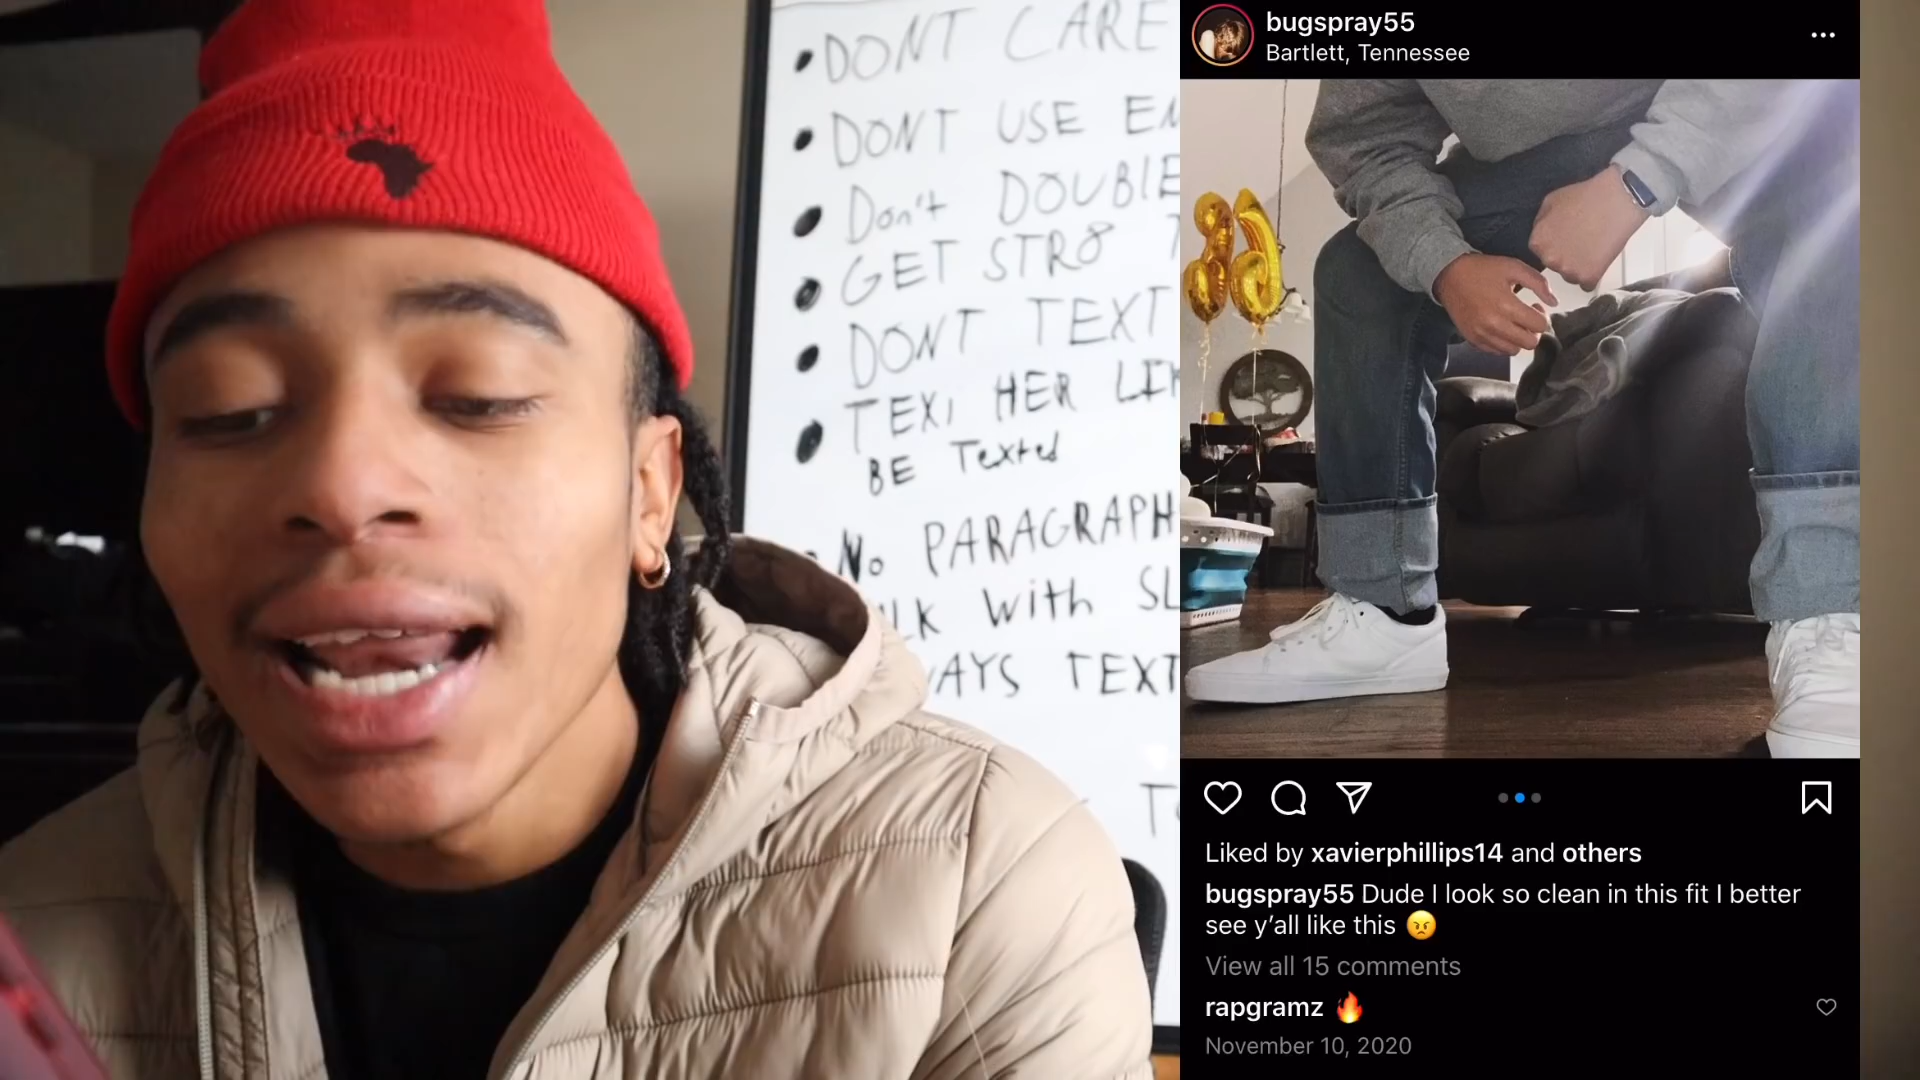 DONT CARE
DONT USE
Don't DOUBLE
GET STR8
DONT TEXT
TEXT HER
BE Texted
No PARAGRAPH
With
TEXT
bugspray55
Bartlett, Tennessee
Liked by xavierphillips14 and others
bugspray55 Dude I look so clean in this fit I better
see y’all like this 😡
View all 15 comments
rapgramz 🔥
November 10, 2020